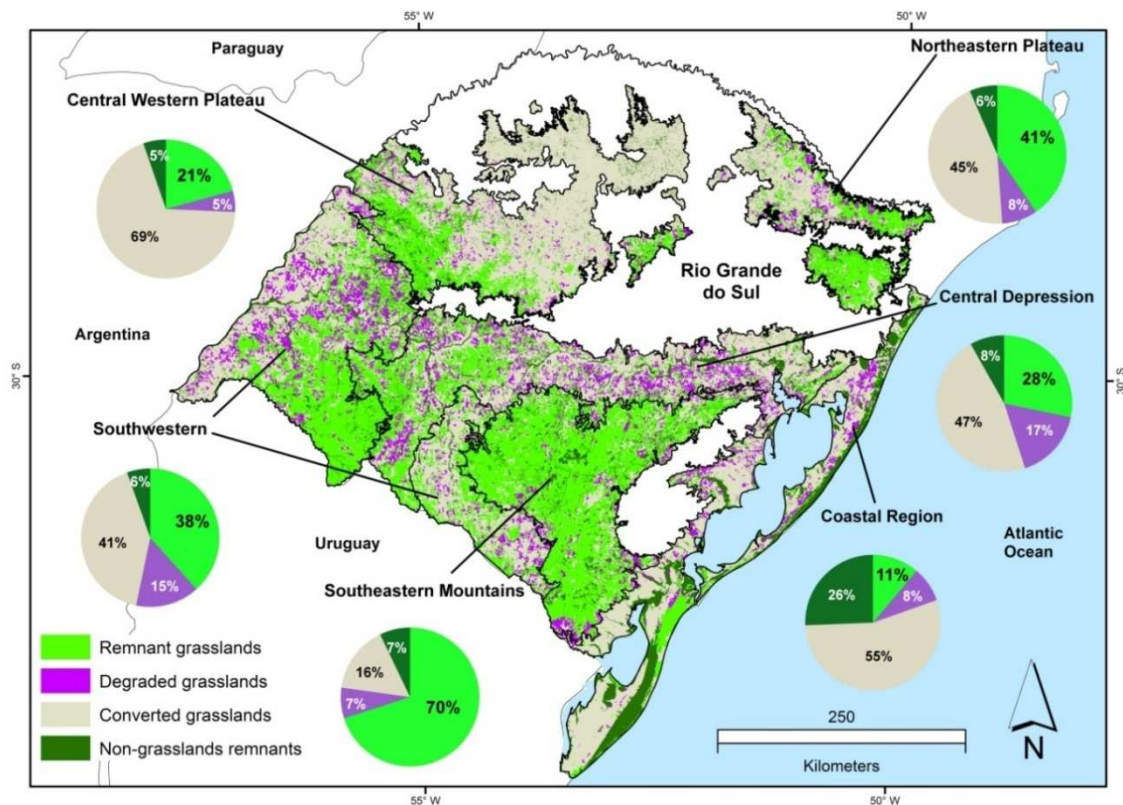 55° W
50° W
Paraguay
Northeastern Plateau
Central Western Plateau
6%
41%
45%
8%
5%
21%
5%
69%
Rio Grande
do Sul
Central Depression
Argentina
30° S
30° S
8%
28%
47%
17%
Southwestern
6%
38%
41%
15%
Coastal Region
Uruguay
Atlantic
Ocean
Southeastern Mountains
11%
26%
8%
55%
Remnant grasslands
Degraded grasslands
Converted grasslands
Non-grasslands remnants
7%
16%
7%
70%
250
Kilometers
N
55° W
50° W